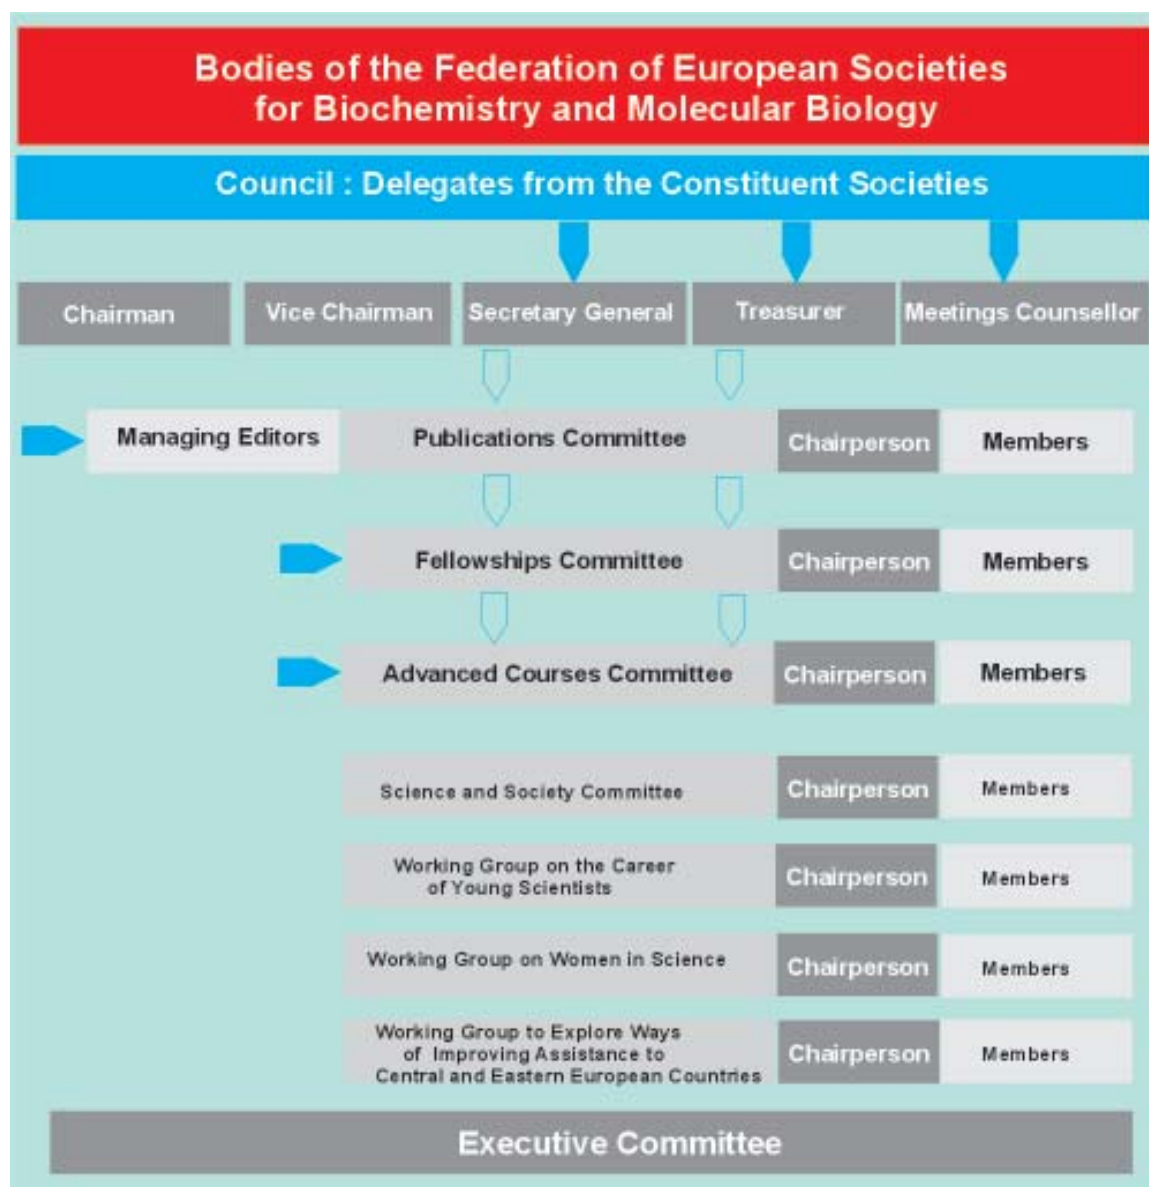 Bodies of the Federation of European Societies
for Biochemistry and Molecular Biology
Council : Delegates from the Constituent Societies
Chairman
Vice Chairman
Secretary General
Treasurer
Meetings Counsellor
Managing Editors
Publications Committee
Chairperson
Members
Fellowships Committee
Chairperson
Members
Advanced Courses Committee
Chairperson
Members
Science and Society Committee
Chairperson
Members
Working Group on the Career
of Young Scientists
Chairperson
Members
Working Group on Women in Science
Chairperson
Members
Working Group to Explore Ways
of Improving Assistance to
Central and Eastern European Countries
Chairperson
Members
Executive Committee